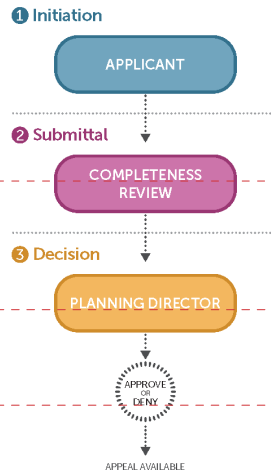 1 Initiation
APPLICANT
2 Submittal
COMPLETENESS
REVIEW
3 Decision
PLANNING DIRECTOR
APPROVE
OR
DENY
APPEAL AVAILABLE